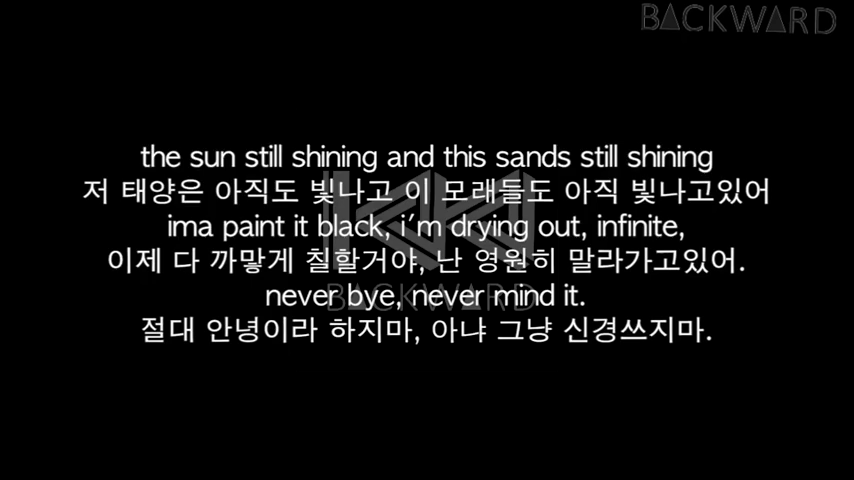 BACKWARD
the sun still shining and this sands still shining
저 태양은 아직도 빛나고 이 모래들도 아직 빛나고있어
ima paint it black, i'm drying out, infinite,
이제 다 까맣게 칠할거야, 난 영원히 말라가고있어.
BACKWARD
never bye, never mind it.
절대 안녕이라 하지마, 아냐 그냥 신경쓰지마.